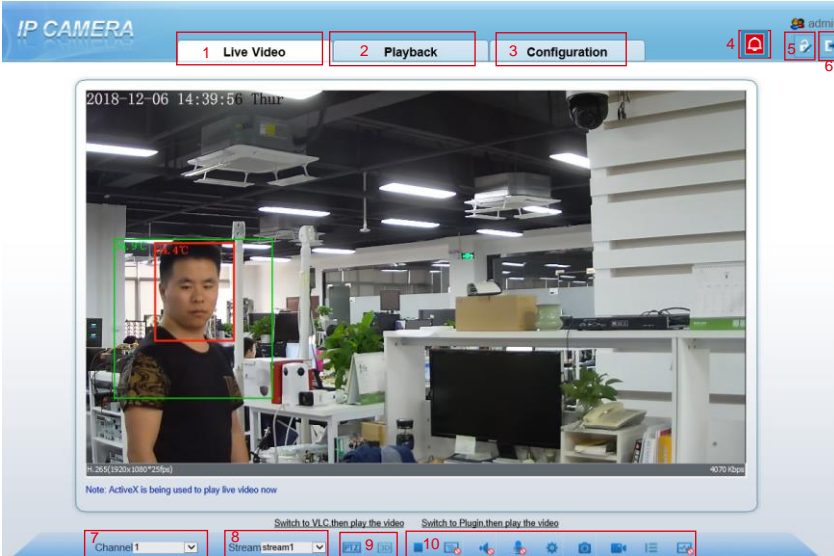 IP CAMERA
admi
1 Live Video
2 Playback
3 Configuration
4
5
6
2018-12-06 14:39:56 Thur
.4℃
H.265(1920x1080*25fps)
4070 Kbps
Note: ActiveX is being used to play live video now
Switch to VLC,then play the video
Switch to Plugin,then play the video
7
Channel 1
8
Stream stream1
PTZ
9
3D
10